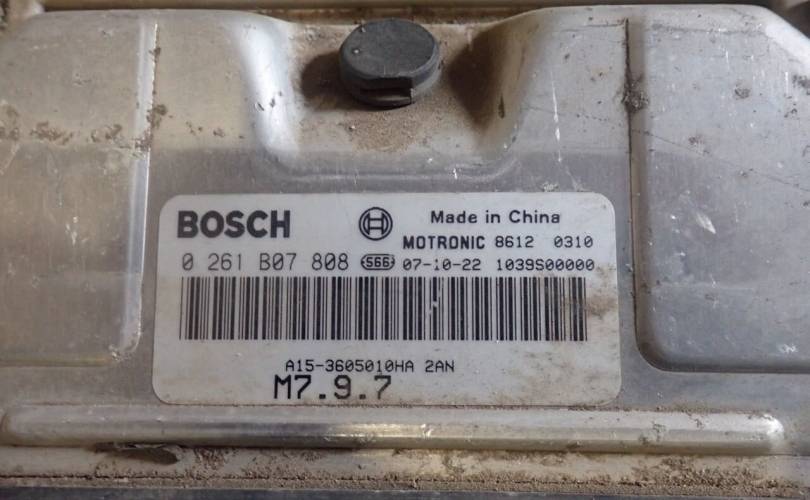 BOSCH Made in China
MOTRONIC 8612 0310
0 261 B07 808 S66 07-10-22 1039S00000
A15-3605010HA 2AN
M7.9.7